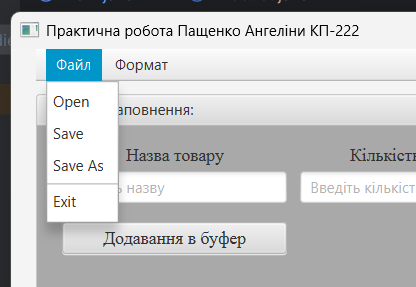 Практична робота Пащенко Ангеліни КП-222
Файл Формат
Open
аповнення:
Save
Назва товару Кількість
Save As
назву Введіть кількіст
Exit
Додавання в буфер